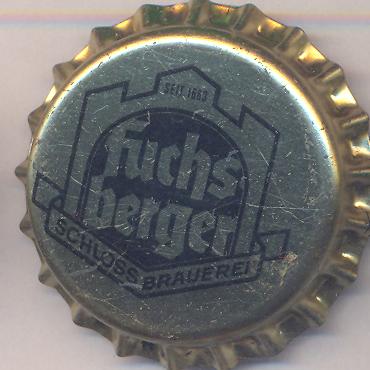 SEIT 1663
fuchs
berger
SCHLOSS BRAUEREI